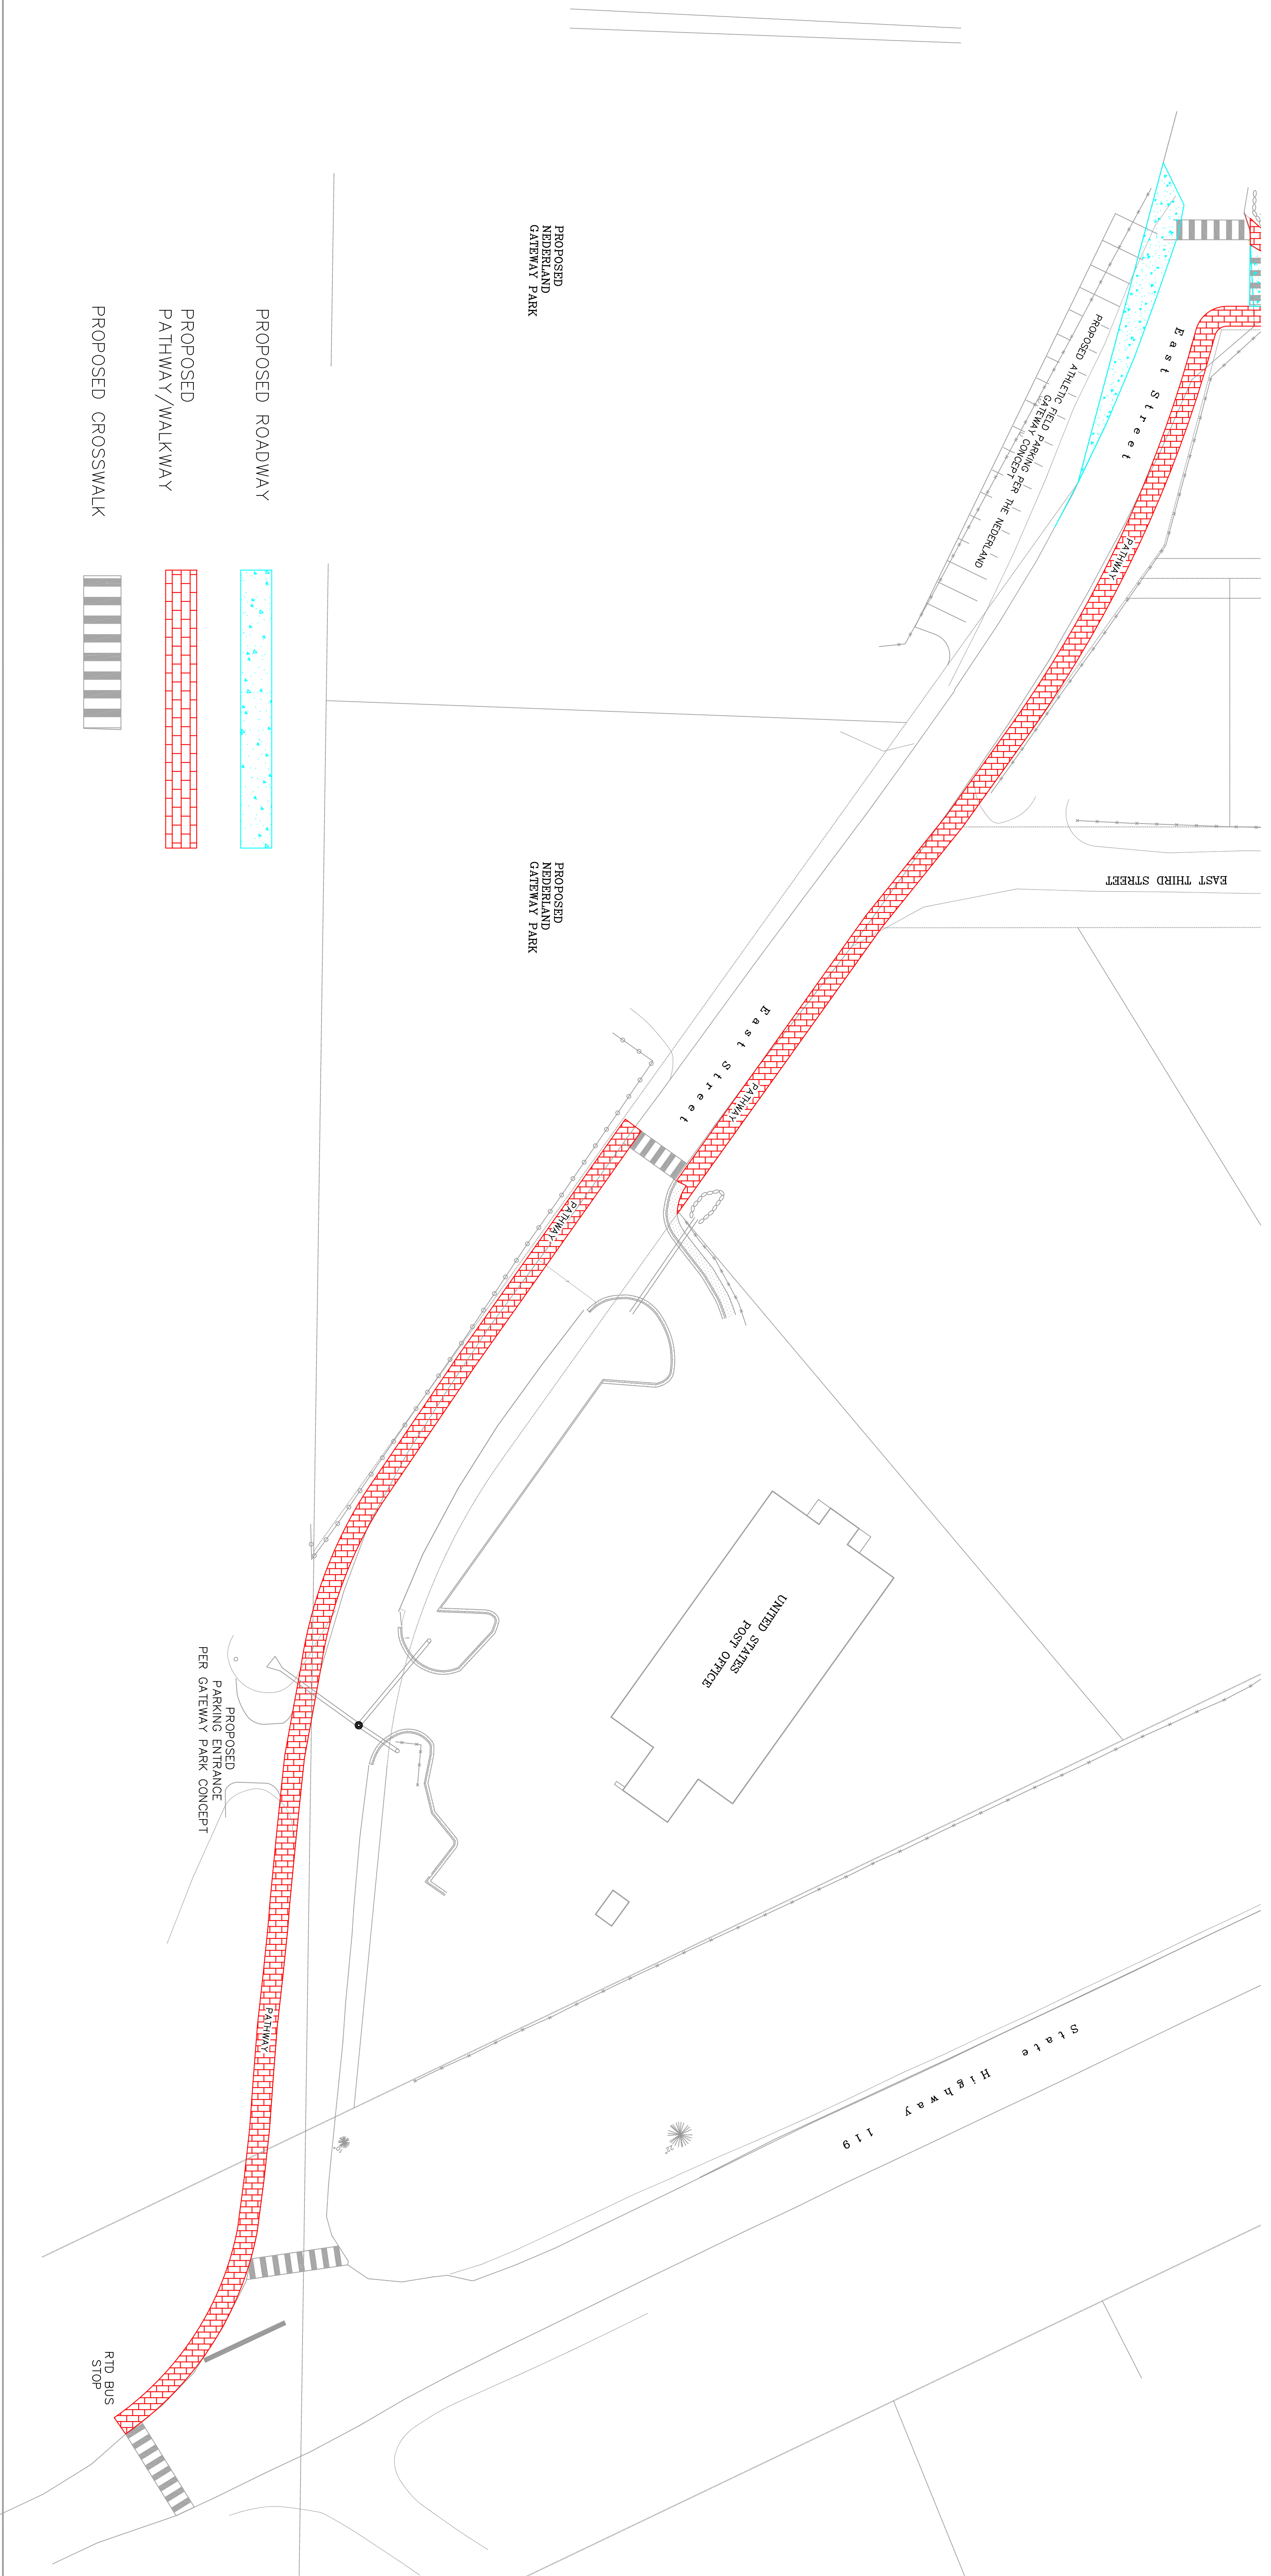 PROPOSED
NEDERLAND
GATEWAY PARK
PROPOSED ATHLETIC FIELD PARKING PER THE NEDERLAND
GATEWAY CONCEPT
East Street
PATHWAY
PROPOSED ROADWAY
PROPOSED
PATHWAY/WALKWAY
PROPOSED CROSSWALK
EAST THIRD STREET
PROPOSED
NEDERLAND
GATEWAY PARK
East Street
PATHWAY
PATHWAY
UNITED STATES
POST OFFICE
PROPOSED
PARKING ENTRANCE
PER GATEWAY PARK CONCEPT
PATHWAY
State Highway 119
10"
22"
RTD BUS
STOP